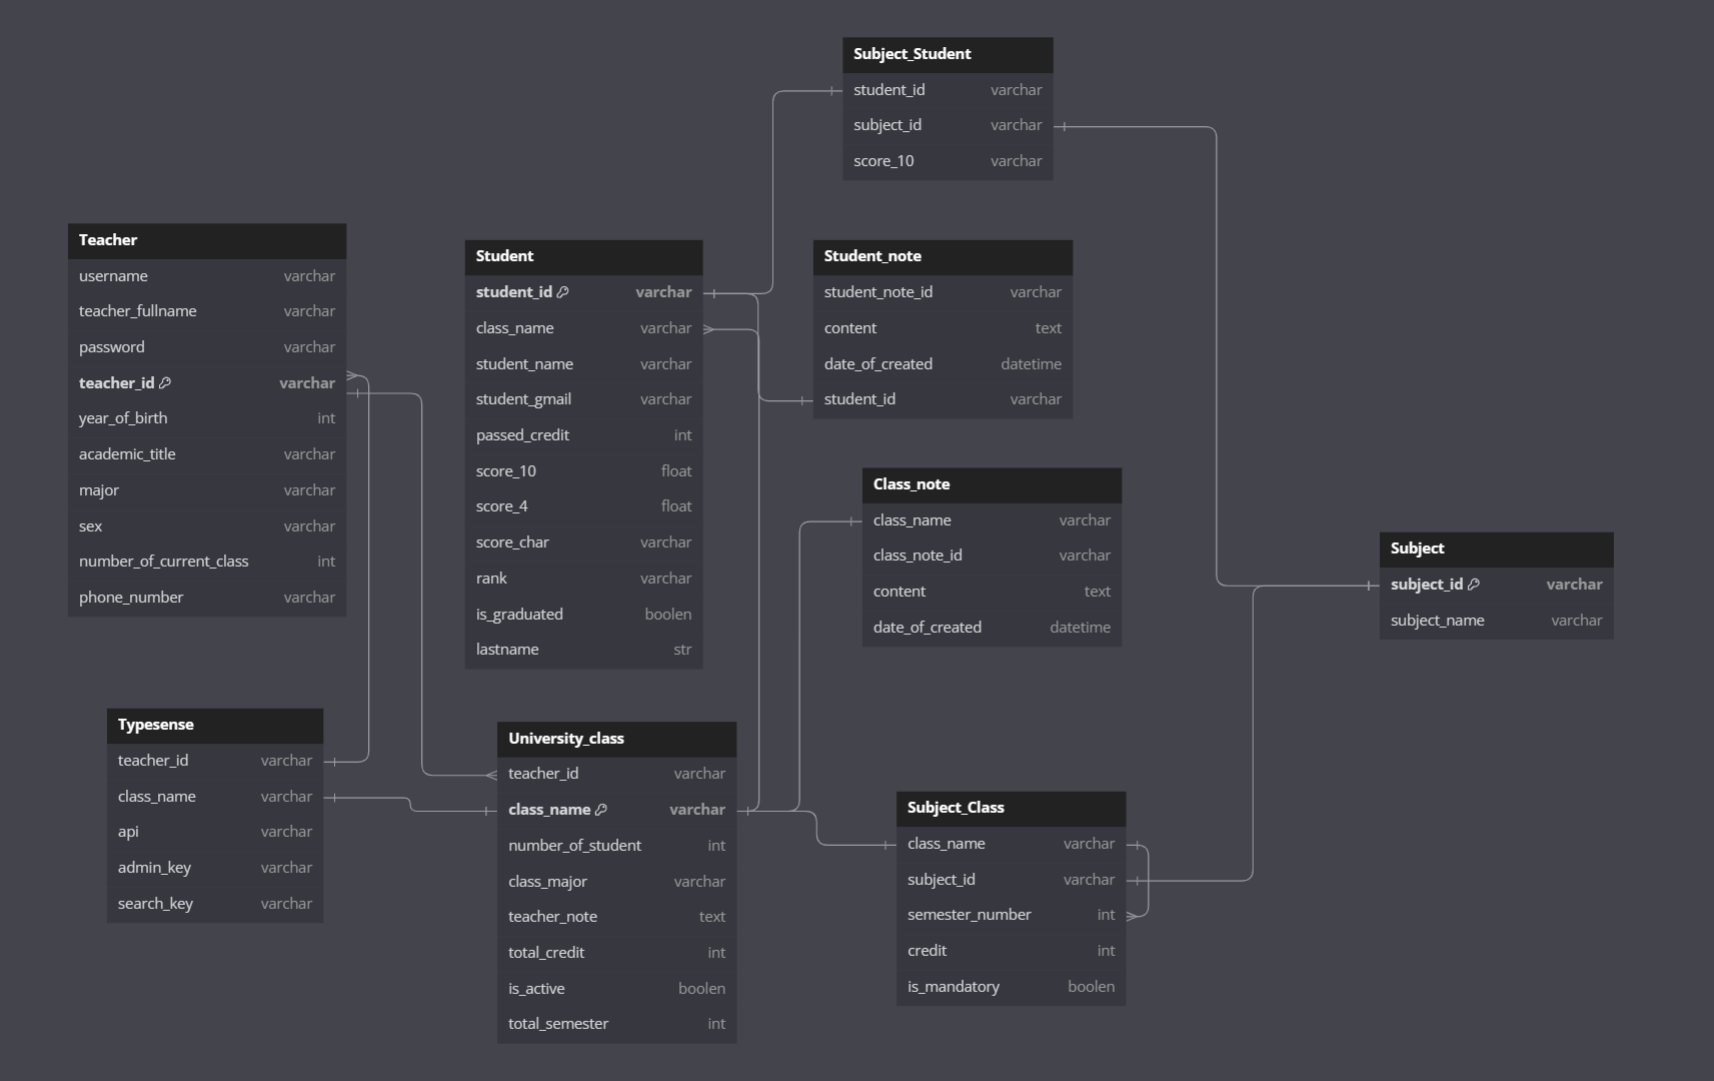 Subject_Student
student_id varchar
subject_id varchar
score_10 varchar
Teacher
username varchar
teacher_fullname varchar
password varchar
teacher_id varchar
year_of_birth int
academic_title varchar
major varchar
sex varchar
number_of_current_class int
phone_number varchar
Student
student_id varchar
class_name varchar
student_name varchar
student_gmail varchar
passed_credit int
score_10 float
score_4 float
score_char varchar
rank varchar
is_graduated boolen
lastname str
Student_note
student_note_id varchar
content text
date_of_created datetime
student_id varchar
Class_note
class_name varchar
class_note_id varchar
content text
date_of_created datetime
Subject
subject_id varchar
subject_name varchar
Typesense
teacher_id varchar
class_name varchar
api varchar
admin_key varchar
search_key varchar
University_class
teacher_id varchar
class_name varchar
number_of_student int
class_major varchar
teacher_note text
total_credit int
is_active boolen
total_semester int
Subject_Class
class_name varchar
subject_id varchar
semester_number int
credit int
is_mandatory boolen